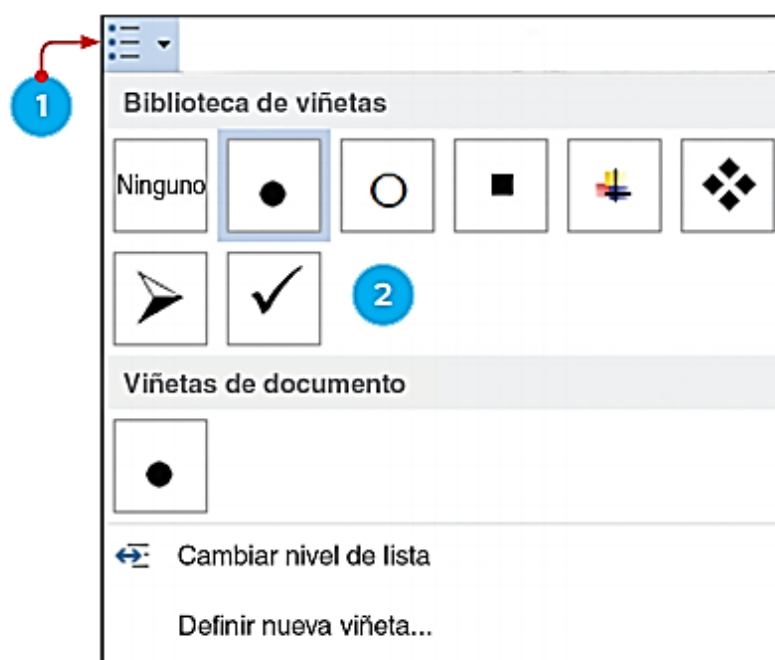 1
Biblioteca de viñetas
Ninguno
2
Viñetas de documento
Cambiar nivel de lista
Definir nueva viñeta...